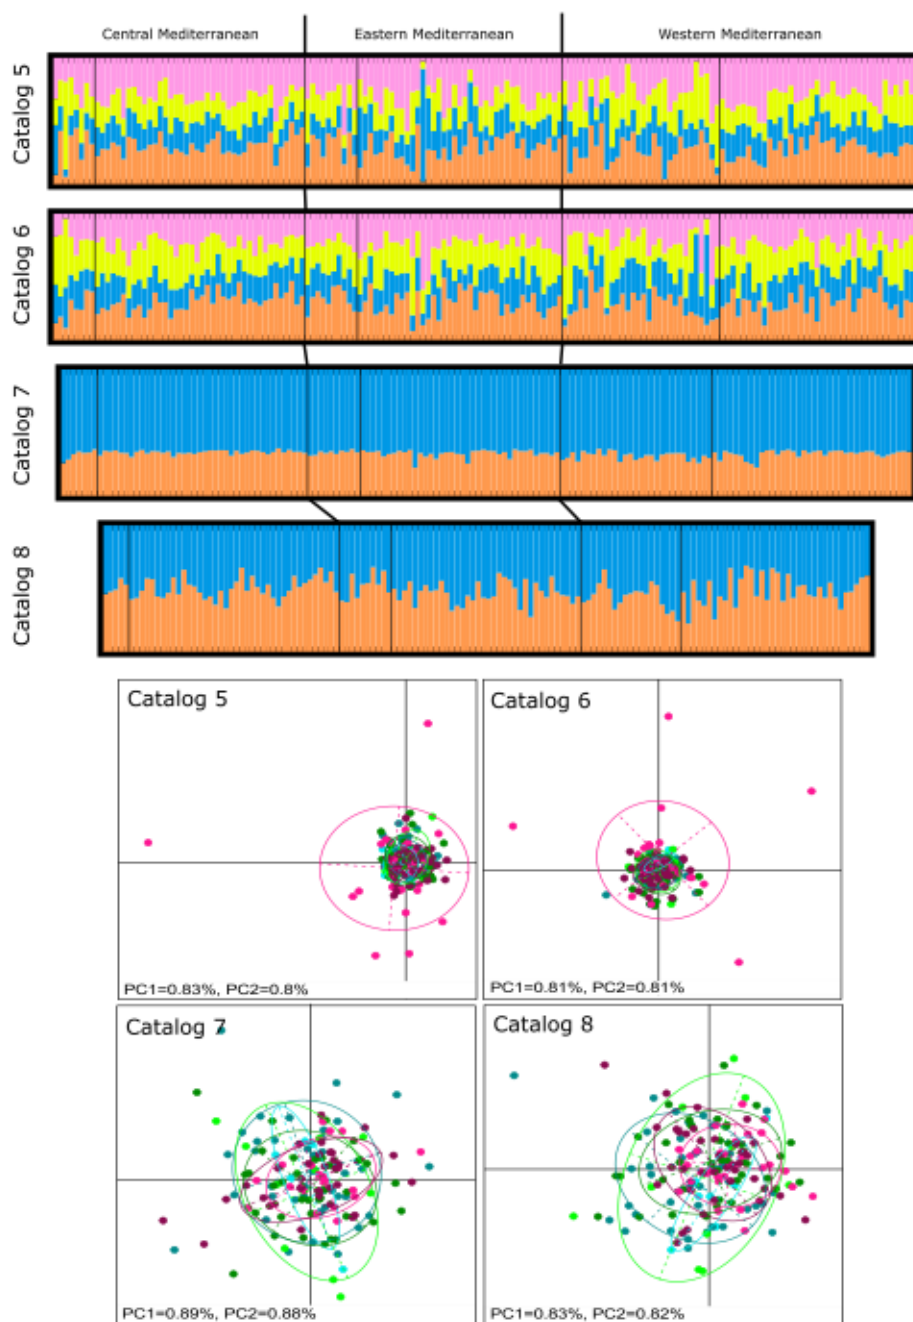 Central Mediterranean Eastern Mediterranean Western Mediterranean
Catalog 5
Catalog 6
Catalog 7
Catalog 8
Catalog 5 Catalog 6
PC1=0.83%, PC2=0.8% PC1=0.81%, PC2=0.81%
Catalog 7 Catalog 8
PC1=0.89%, PC2=0.88% PC1=0.83%, PC2=0.82%